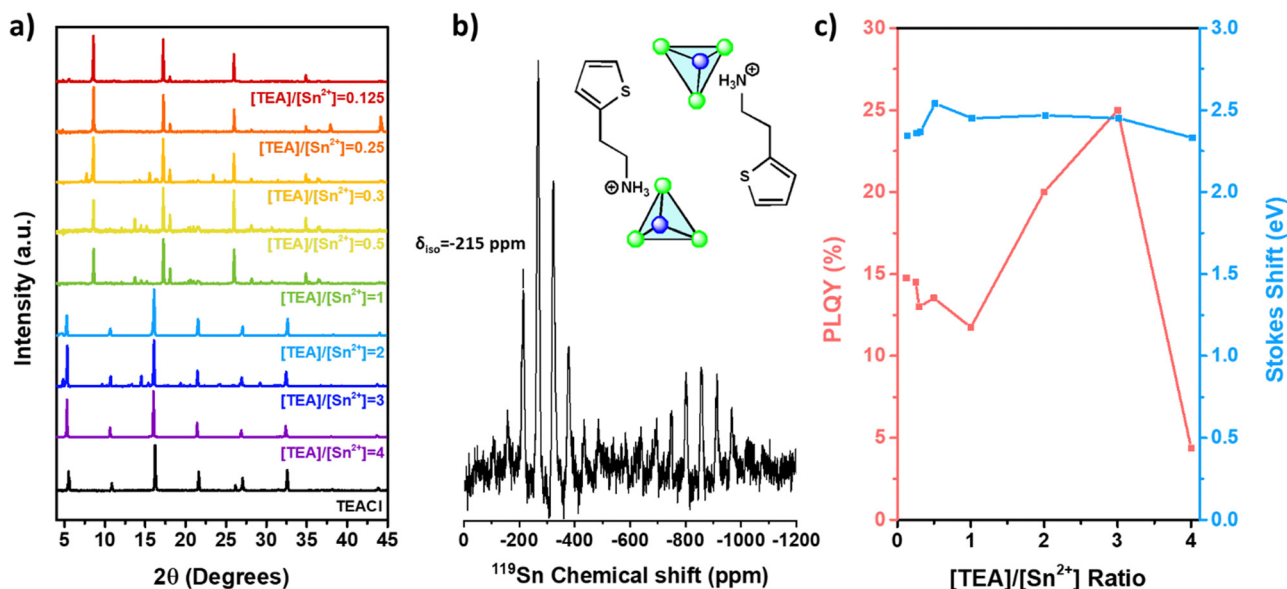 a)
Intensity (a.u.)
[TEA]/[Sn²⁺]=0.125
[TEA]/[Sn²⁺]=0.25
[TEA]/[Sn²⁺]=0.3
[TEA]/[Sn²⁺]=0.5
[TEA]/[Sn²⁺]=1
[TEA]/[Sn²⁺]=2
[TEA]/[Sn²⁺]=3
[TEA]/[Sn²⁺]=4
TEACl
5 10 15 20 25 30 35 40 45
2θ (Degrees)
b)
S
H₃N ⊕
⊕ NH₃
S
δiso=-215 ppm
0 -200 -400 -600 -800 -1000 -1200
¹¹⁹Sn Chemical shift (ppm)
c)
PLQY (%)
30
25
20
15
10
5
0
3.0
2.5
2.0
1.5
1.0
0.5
0.0
Stokes Shift (eV)
0 1 2 3 4
[TEA]/[Sn²⁺] Ratio